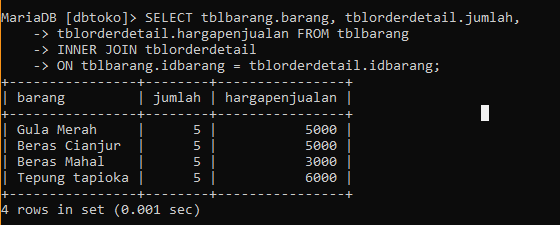 MariaDB [dbtoko]> SELECT tblbarang.barang, tblorderdetail.jumlah,
    -> tblorderdetail.hargapenjualan FROM tblbarang
    -> INNER JOIN tblorderdetail
    -> ON tblbarang.idbarang = tblorderdetail.idbarang;
+----------------+--------+----------------+
| barang         | jumlah | hargapenjualan |
+----------------+--------+----------------+
| Gula Merah     |      5 |           5000 |
| Beras Cianjur  |      5 |           5000 |
| Beras Mahal    |      5 |           3000 |
| Tepung tapioka |      5 |           6000 |
+----------------+--------+----------------+
4 rows in set (0.001 sec)